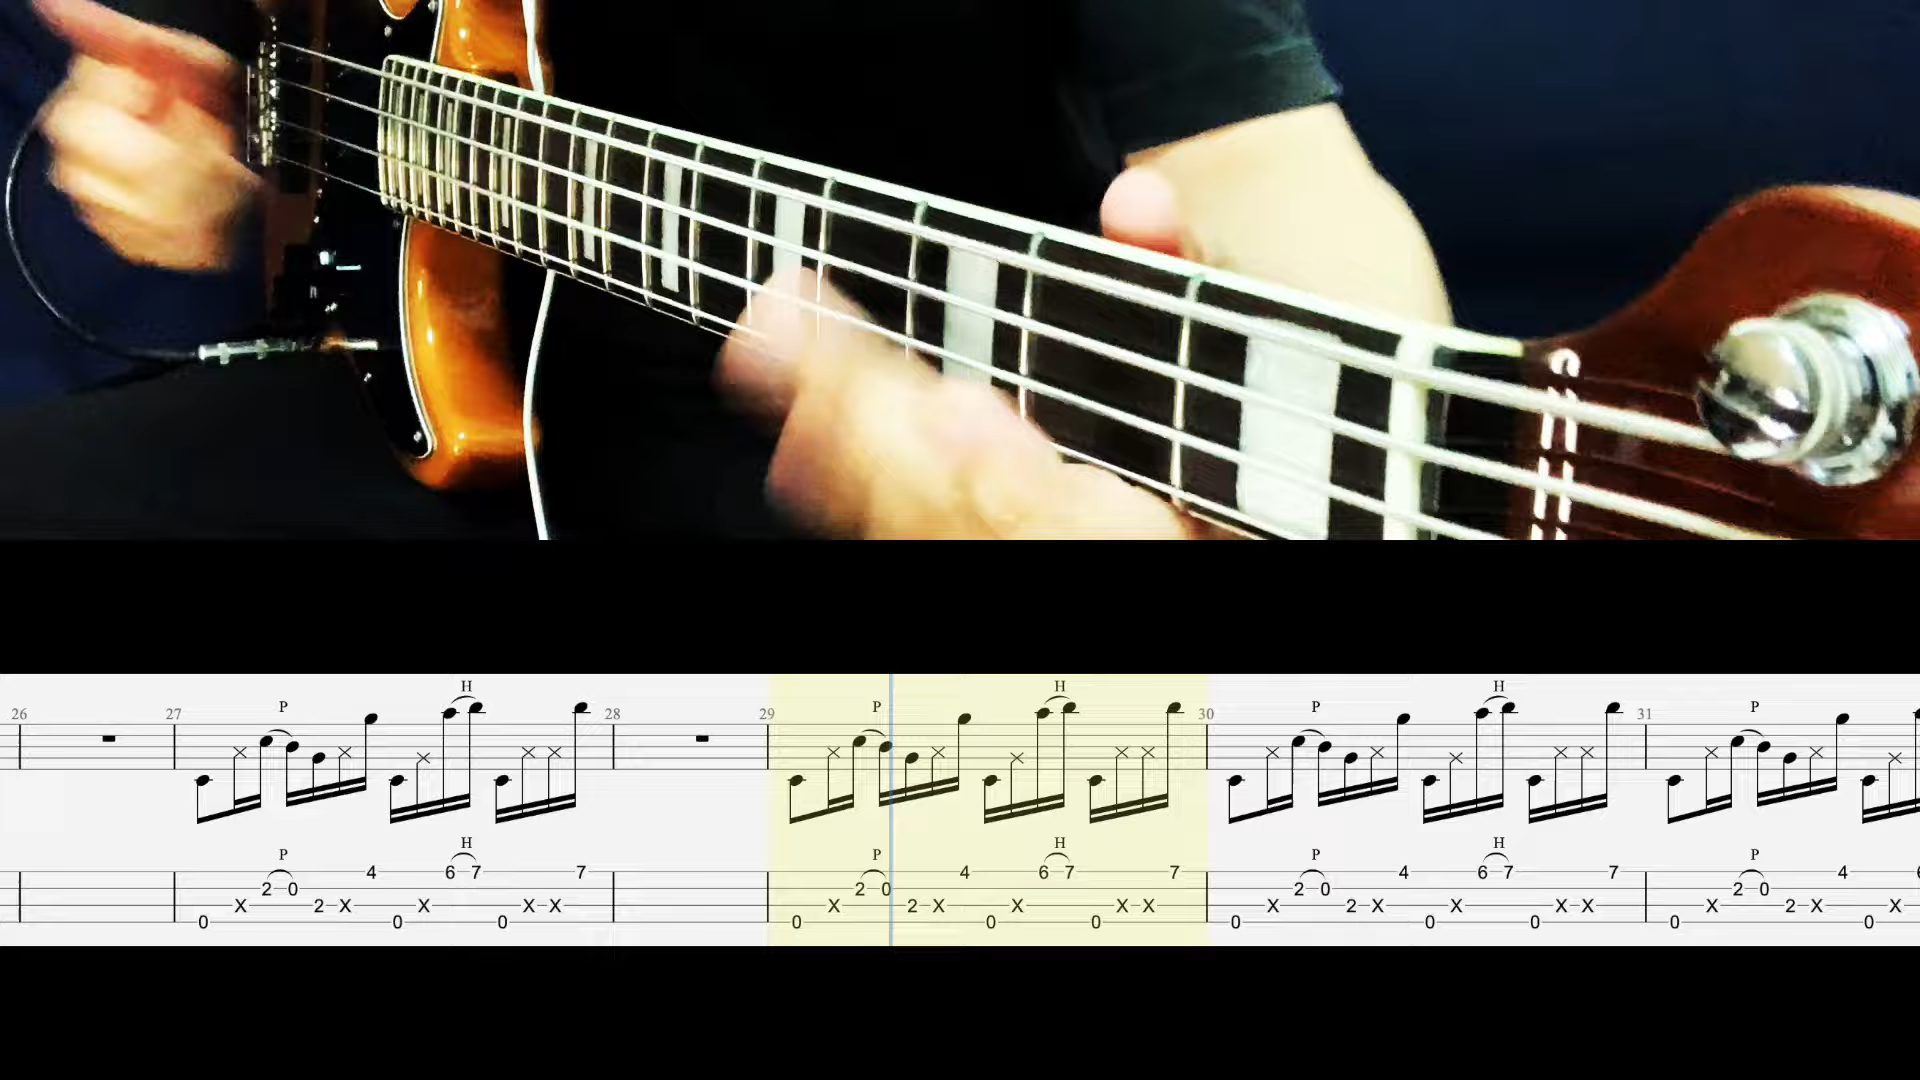 H H H
P P P P
26 27 28 29 30 31
H H H
P P P P
4 6 7 7 4 6 7 7 4 6 7 7 4 6
2 0 2 0 2 0 2 0
X 2 X X X X X 2 X X X X X 2 X X X X X 2 X X
0 0 0 0 0 0 0 0 0 0 0